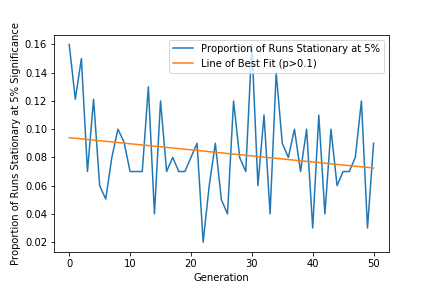 Proportion of Runs Stationary at 5% Significance
0.16
0.14
0.12
0.10
0.08
0.06
0.04
0.02
Proportion of Runs Stationary at 5%
Line of Best Fit (p>0.1)
0 10 20 30 40 50
Generation